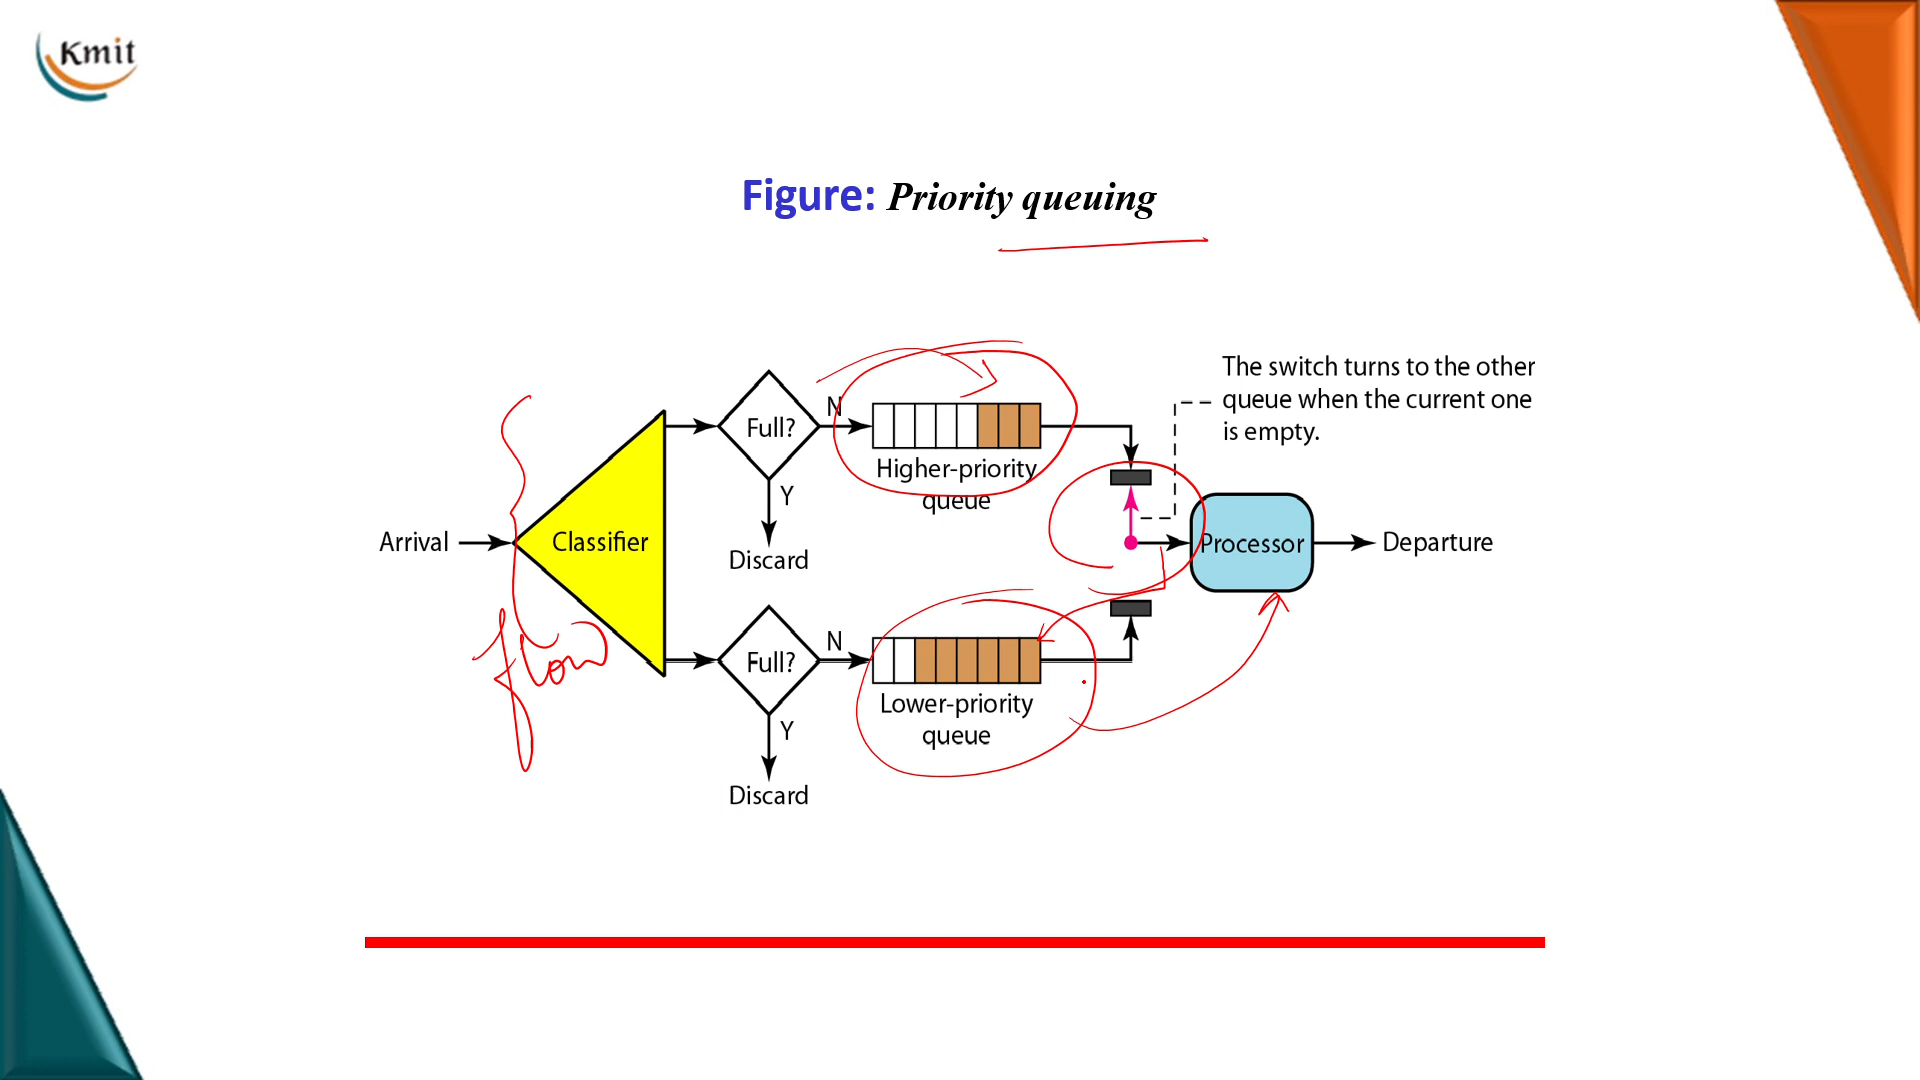 Kmit
Figure: Priority queuing
The switch turns to the other
queue when the current one
is empty.
N
Full?
Higher-priority
queue
Y
Discard
Arrival
Classifier
Processor
Departure
flow
N
Full?
Lower-priority
queue
Y
Discard